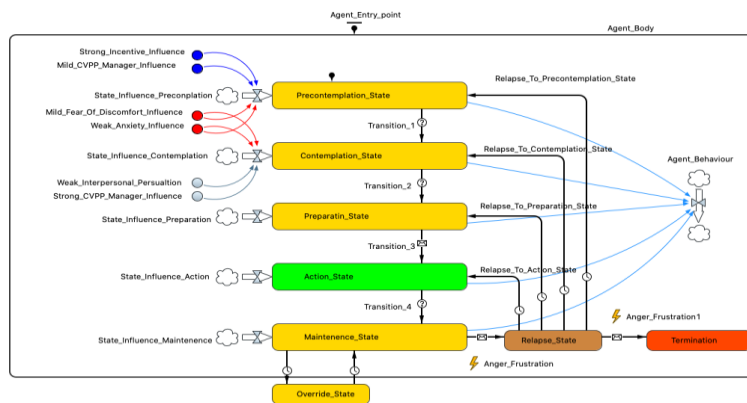 Agent_Entry_point
Agent_Body
Strong_Incentive_Influence
Mild_CVPP_Manager_Influence
State_Influence_Preconplation
Precontemplation_State
Relapse_To_Precontemplation_State
Mild_Fear_Of_Discomfort_Influence
Weak_Anxiety_Influence
Transition_1
State_Influence_Contemplation
Contemplation_State
Relapse_To_Contemplation_State
Agent_Behaviour
Weak_Interpersonal_Persualtion
Strong_CVPP_Manager_Influence
Transition_2
State_Influence_Preparation
Preparatin_State
Relapse_To_Preparation_State
Transition_3
State_Influence_Action
Action_State
Relapse_To_Action_State
Transition_4
Anger_Frustration1
State_Influence_Maintenence
Maintenence_State
Relapse_State
Termination
Anger_Frustration
Override_State